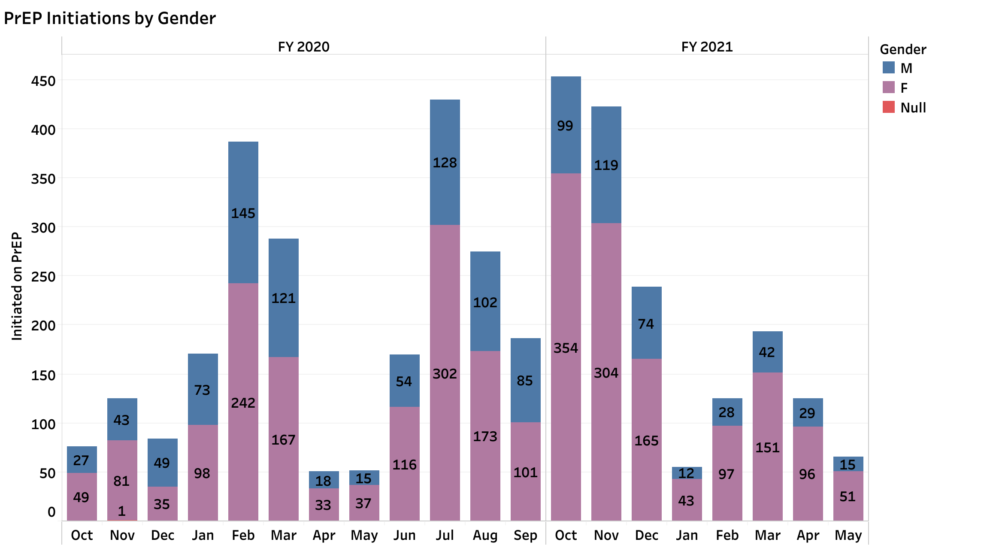 PrEP Initiations by Gender
FY 2020 FY 2021
Gender
M
F
Null
Initiated on PrEP
450
400
350
300
250
200
150
100
50
0
27 43 49 73 145 121 18 15 54 128 102 85 99 119 74 12 28 42 29 15
49 81 35 98 242 167 33 37 116 302 173 101 354 304 165 43 97 151 96 51
1
Oct Nov Dec Jan Feb Mar Apr May Jun Jul Aug Sep Oct Nov Dec Jan Feb Mar Apr May